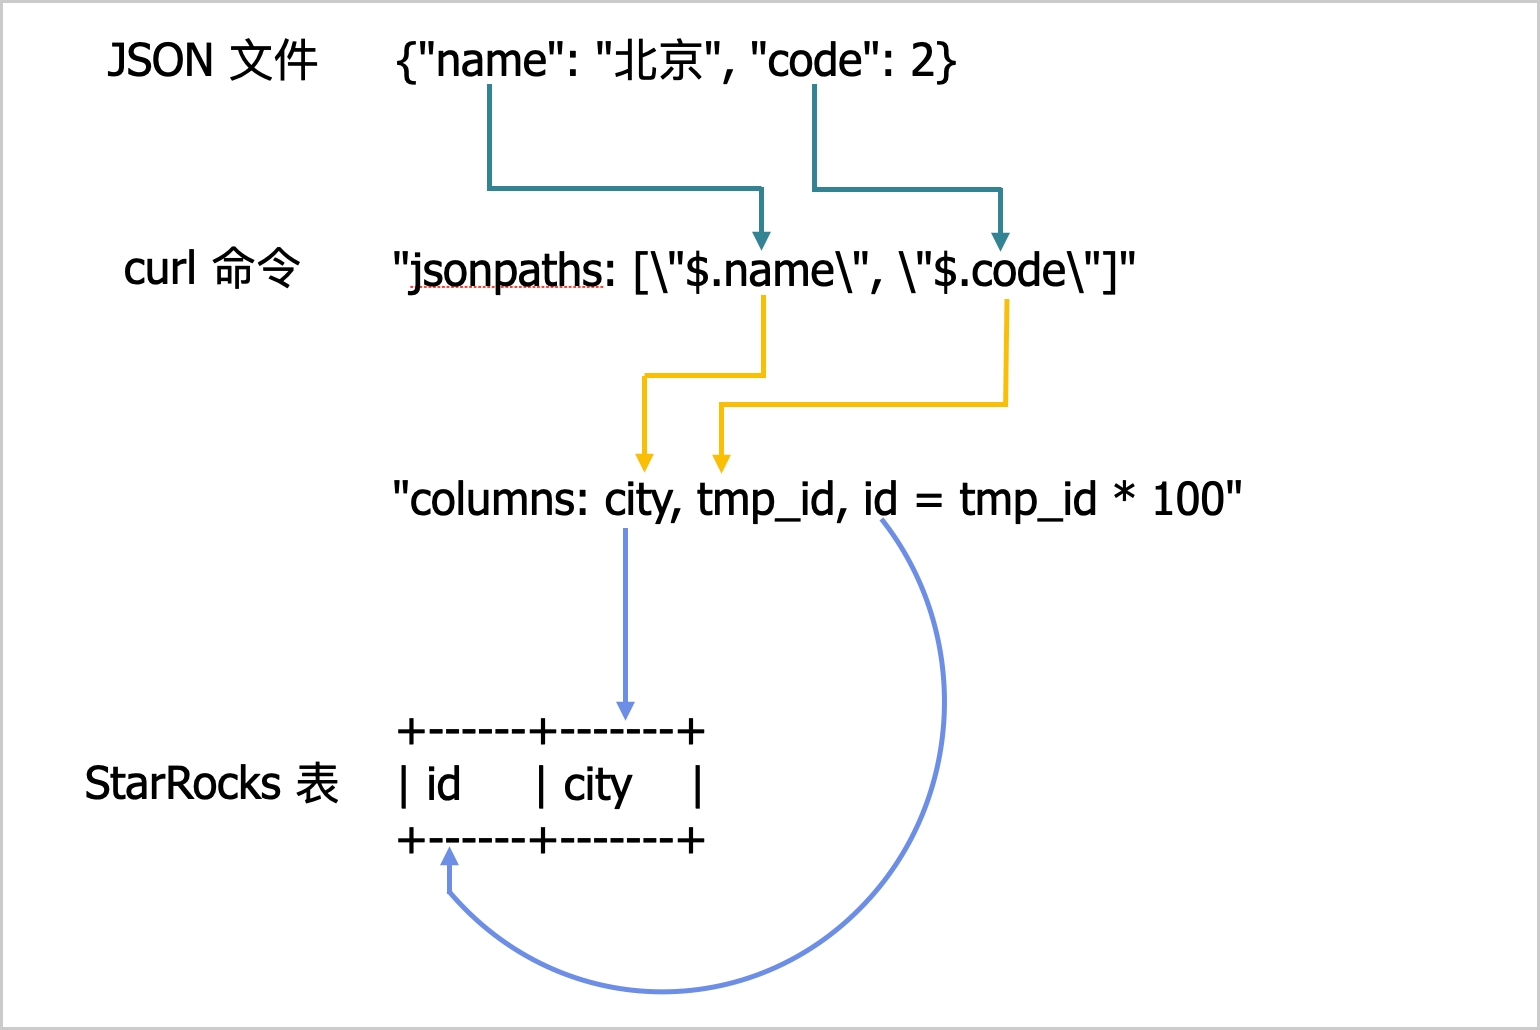 JSON 文件 {"name": "北京", "code": 2}
curl 命令 "jsonpaths: [\"$.name\", \"$.code\"]"
"columns: city, tmp_id, id = tmp_id * 100"
+------+-------+
StarRocks 表 | id | city |
+------+-------+